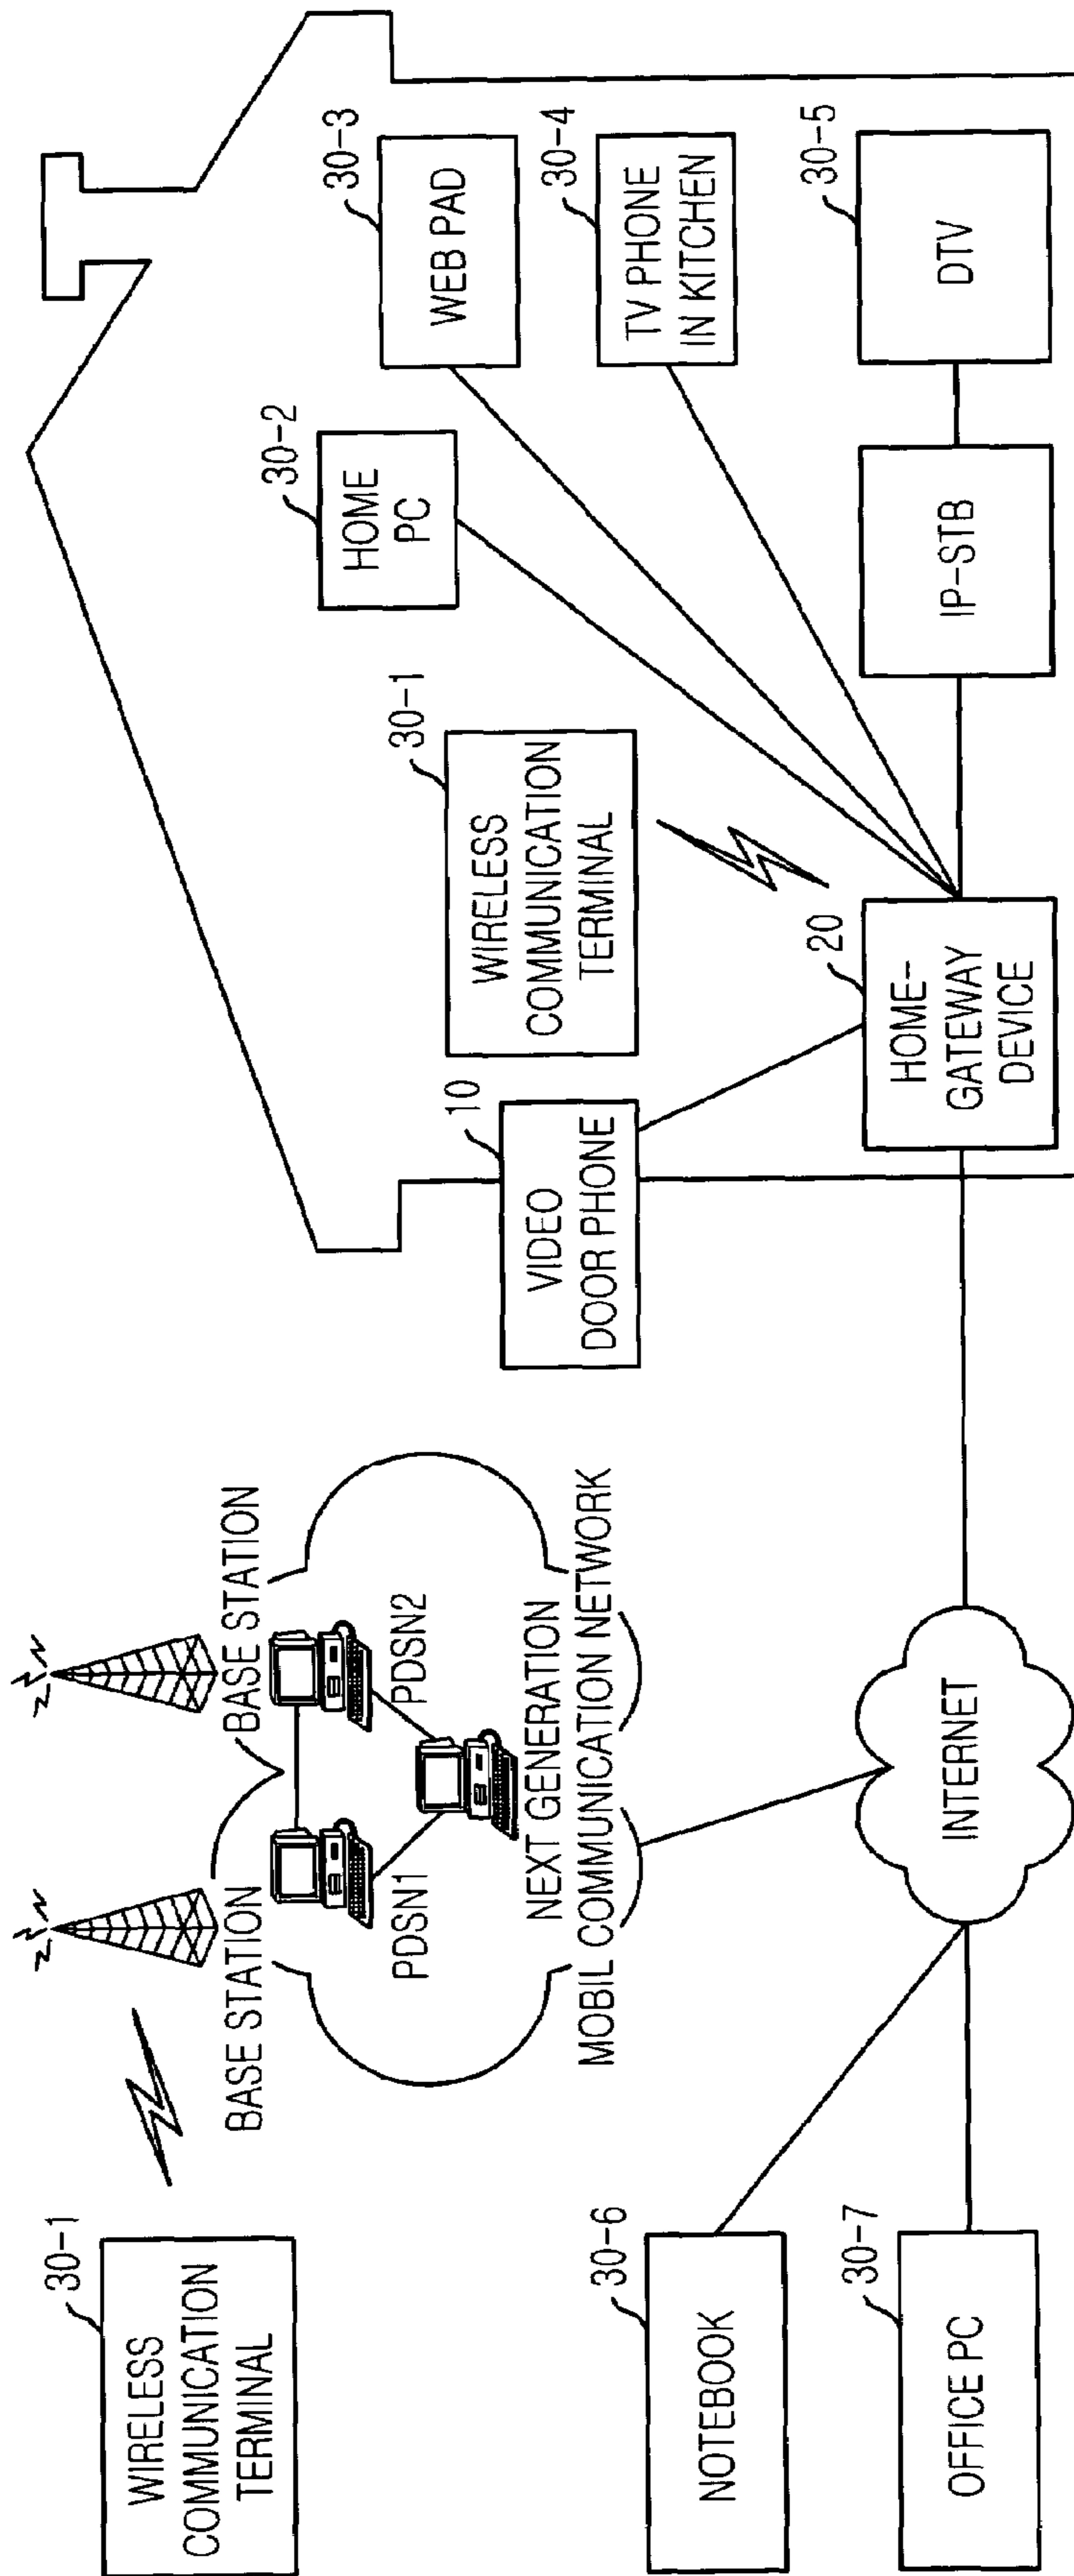 30-1
WIRELESS
COMMUNICATION
TERMINAL
BASE STATION
BASE STATION
PDSN1
PDSN2
NEXT GENERATION
MOBIL COMMUNICATION NETWORK
30-6
NOTEBOOK
30-7
OFFICE PC
INTERNET
10
VIDEO
DOOR PHONE
30-1
WIRELESS
COMMUNICATION
TERMINAL
20
HOME-
GATEWAY
DEVICE
30-2
HOME
PC
30-3
WEB PAD
30-4
TV PHONE
IN KITCHEN
IP-STB
30-5
DTV